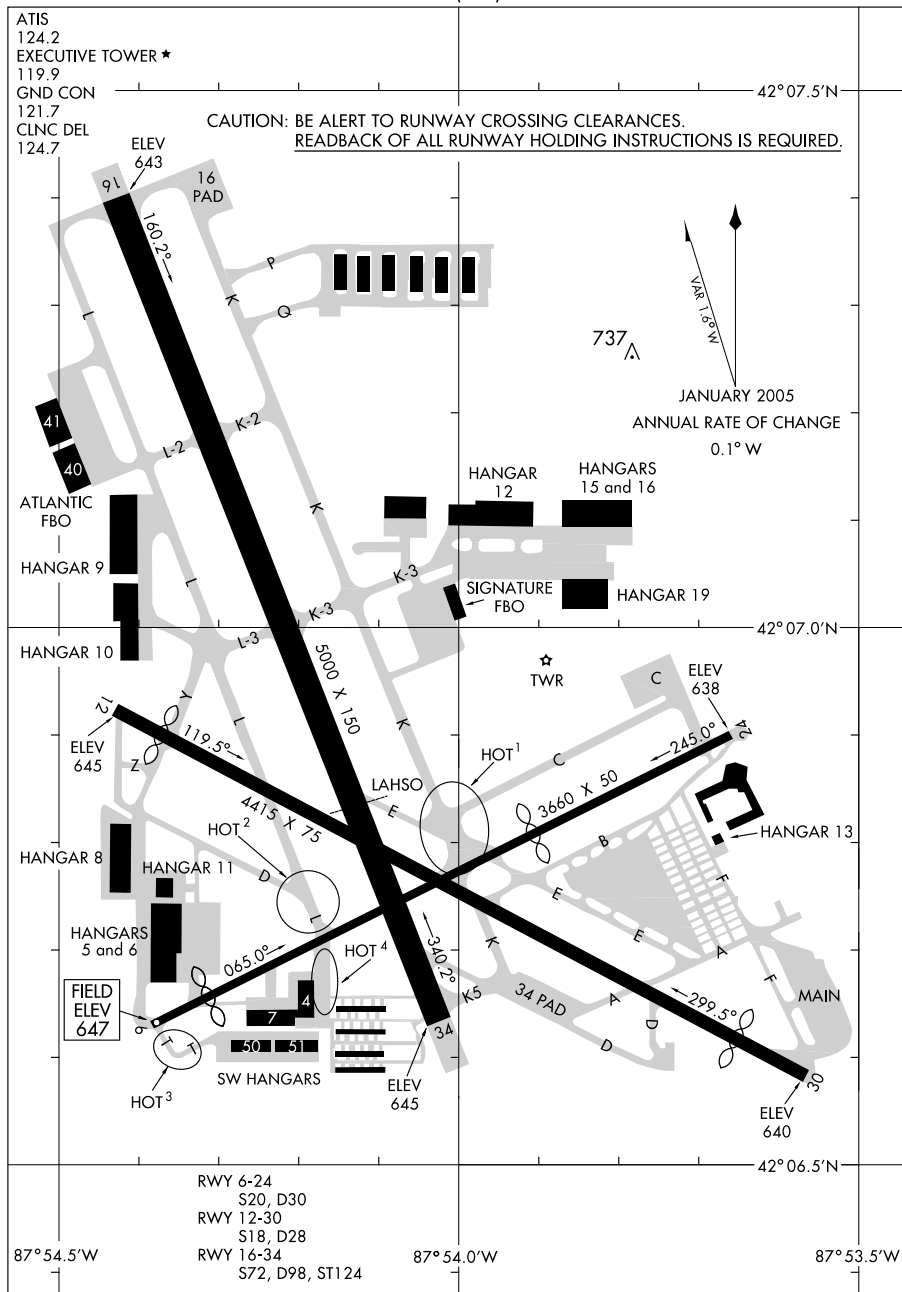 ATIS
124.2
EXECUTIVE TOWER ★
119.9
GND CON
121.7
CLNC DEL
124.7
42°07.5'N
CAUTION: BE ALERT TO RUNWAY CROSSING CLEARANCES.
READBACK OF ALL RUNWAY HOLDING INSTRUCTIONS IS REQUIRED.
ELEV
643
16
16
PAD
160.2°
P
K
Q
L
VAR 1.6° W
737
JANUARY 2005
ANNUAL RATE OF CHANGE
0.1° W
41
40
L-2
K-2
ATLANTIC
FBO
HANGAR
12
HANGARS
15 and 16
K
HANGAR 9
L
K-3
K-3
SIGNATURE
FBO
HANGAR 19
L-3
42°07.0'N
HANGAR 10
5000 X 150
TWR
C
ELEV
638
Y
L
K
12
24
119.5°
245.0°
ELEV
645
Z
HOT1
C
LAHSO
3660 X 50
4415 X 75
E
HOT2
HANGAR 13
HANGAR 8
B
HANGAR 11
D
E
F
L
HANGARS
5 and 6
065.0°
HOT4
340.2°
K
E
A
F
FIELD
ELEV
647
4
K5
34 PAD
A
299.5°
MAIN
6
7
34
D
D
T
T
50
51
HOT3
SW HANGARS
ELEV
645
30
ELEV
640
42°06.5'N
RWY 6-24
S20, D30
RWY 12-30
S18, D28
RWY 16-34
S72, D98, ST124
87°54.5'W
87°54.0'W
87°53.5'W